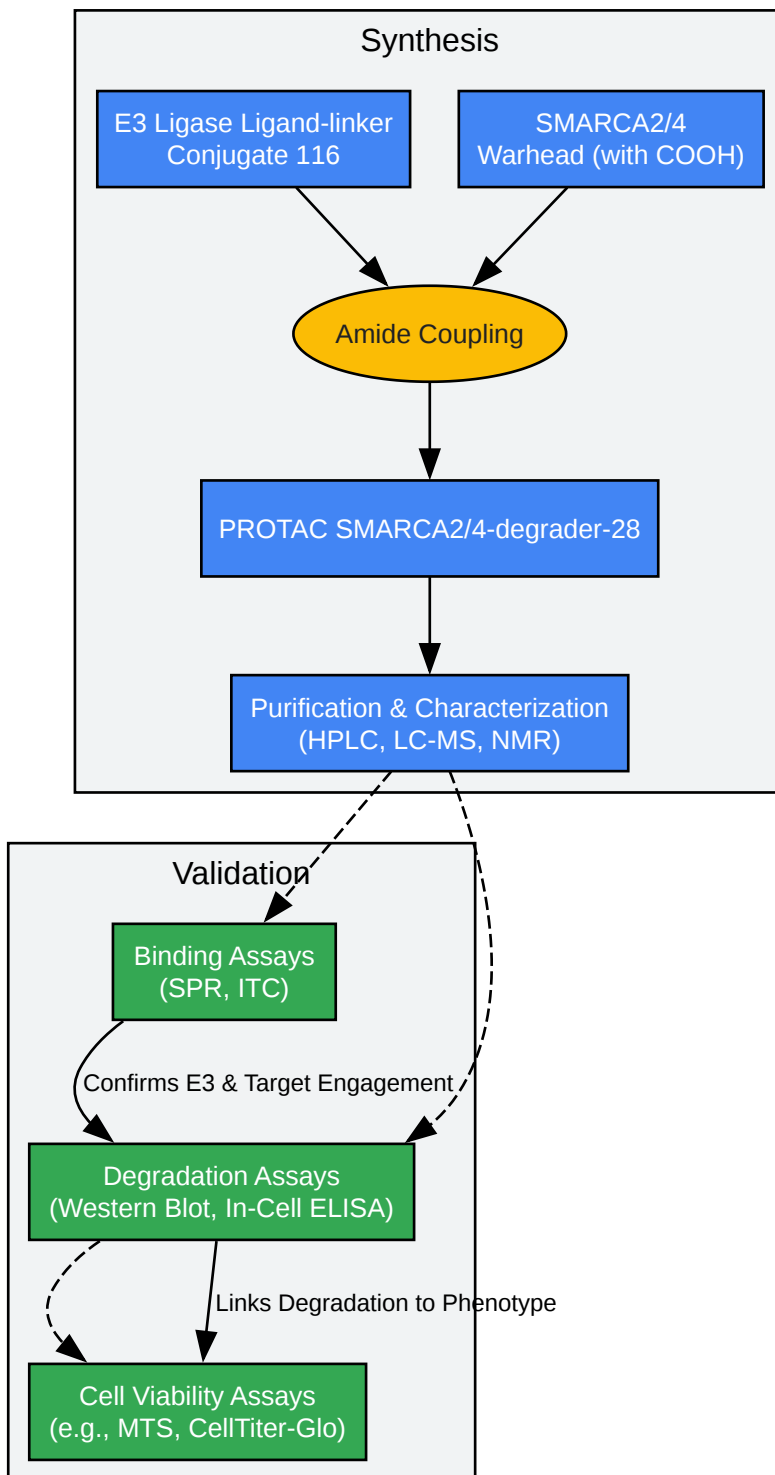 Synthesis
E3 Ligase Ligand-linker
Conjugate 116
SMARCA2/4
Warhead (with COOH)
Amide Coupling
PROTAC SMARCA2/4-degrader-28
Purification & Characterization
(HPLC, LC-MS, NMR)
Validation
Binding Assays
(SPR, ITC)
Confirms E3 & Target Engagement
Degradation Assays
(Western Blot, In-Cell ELISA)
Links Degradation to Phenotype
Cell Viability Assays
(e.g., MTS, CellTiter-Glo)